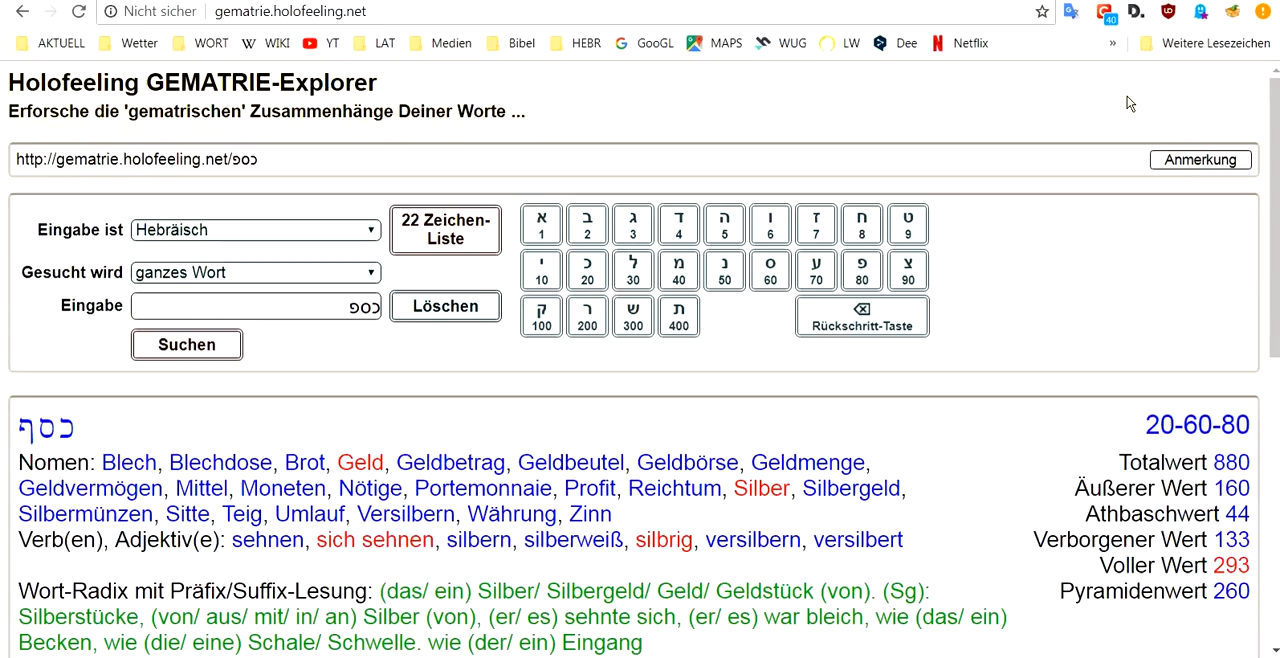 Nicht sicher | gematrie.holofeeling.net
AKTUELL Wetter WORT WIKI YT LAT Medien Bibel HEBR GooGL MAPS WUG LW Dee Netflix » Weitere Lesezeichen
40
Holofeeling GEMATRIE-Explorer
Erforsche die 'gematrischen' Zusammenhänge Deiner Worte ...
http://gematrie.holofeeling.net/כספ Anmerkung
Eingabe ist Hebräisch
22 Zeichen-Liste
Gesucht wird ganzes Wort
Eingabe כספ Löschen
Suchen
א ב ג ד ה ו ז ח ט
1 2 3 4 5 6 7 8 9
י כ ל מ נ ס ע פ צ
10 20 30 40 50 60 70 80 90
ק ר ש ת
100 200 300 400 Rückschritt-Taste
כסף 20-60-80
Nomen: Blech, Blechdose, Brot, Geld, Geldbetrag, Geldbeutel, Geldbörse, Geldmenge,
Geldvermögen, Mittel, Moneten, Nötige, Portemonnaie, Profit, Reichtum, Silber, Silbergeld,
Silbermünzen, Sitte, Teig, Umlauf, Versilbern, Währung, Zinn
Verb(en), Adjektiv(e): sehnen, sich sehnen, silbern, silberweiß, silbrig, versilbern, versilbert
Wort-Radix mit Präfix/Suffix-Lesung: (das/ ein) Silber/ Silbergeld/ Geld/ Geldstück (von). (Sg):
Silberstücke, (von/ aus/ mit/ in/ an) Silber (von), (er/ es) sehnte sich, (er/ es) war bleich, wie (das/ ein)
Becken, wie (die/ eine) Schale/ Schwelle. wie (der/ ein) Eingang
Totalwert 880
Äußerer Wert 160
Athbaschwert 44
Verborgener Wert 133
Voller Wert 293
Pyramidenwert 260